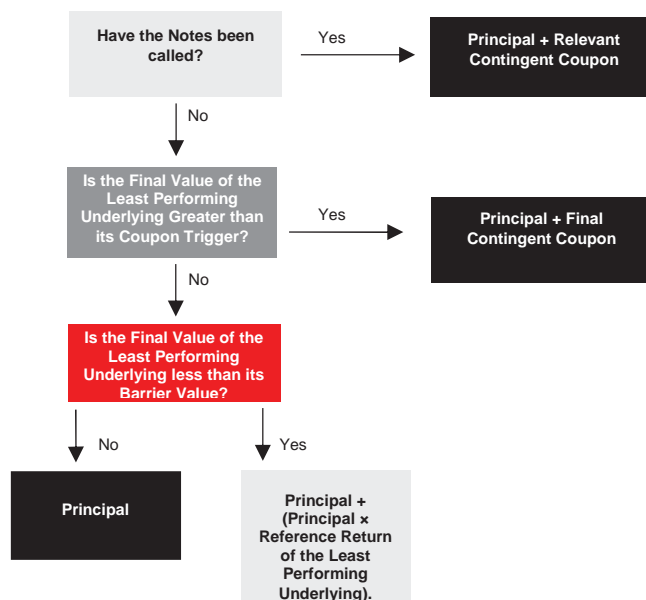 Have the Notes been
called?
Yes
Principal + Relevant
Contingent Coupon
No
Is the Final Value of the
Least Performing
Underlying Greater than
its Coupon Trigger?
Yes
Principal + Final
Contingent Coupon
No
Is the Final Value of the
Least Performing
Underlying less than its
Barrier Value?
No
Yes
Principal
Principal +
(Principal ×
Reference Return
of the Least
Performing
Underlying).